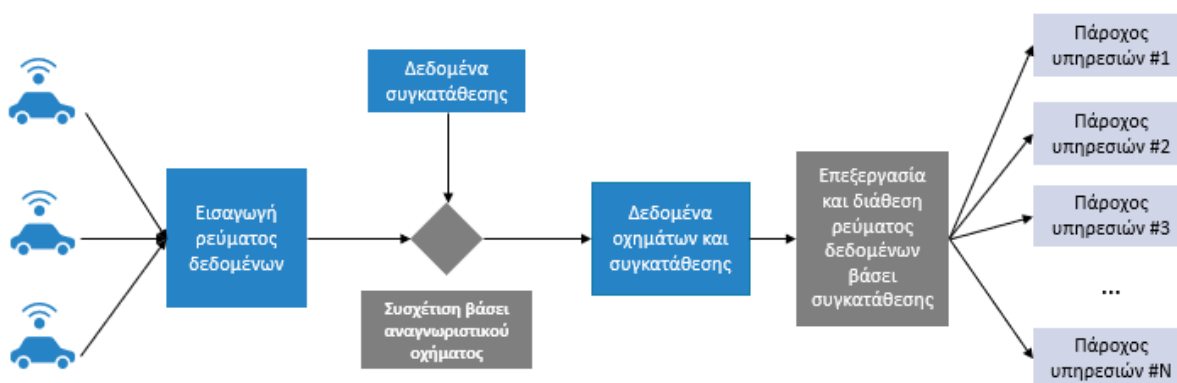 Εισαγωγή
ρεύματος
δεδομένων
Δεδομένα
συγκατάθεσης
Συσχέτιση βάσει
αναγνωριστικού
οχήματος
Δεδομένα
οχημάτων και
συγκατάθεσης
Επεξεργασία
και διάθεση
ρεύματος
δεδομένων
βάσει
συγκατάθεσης
Πάροχος
υπηρεσιών #1
Πάροχος
υπηρεσιών #2
Πάροχος
υπηρεσιών #3
...
Πάροχος
υπηρεσιών #N